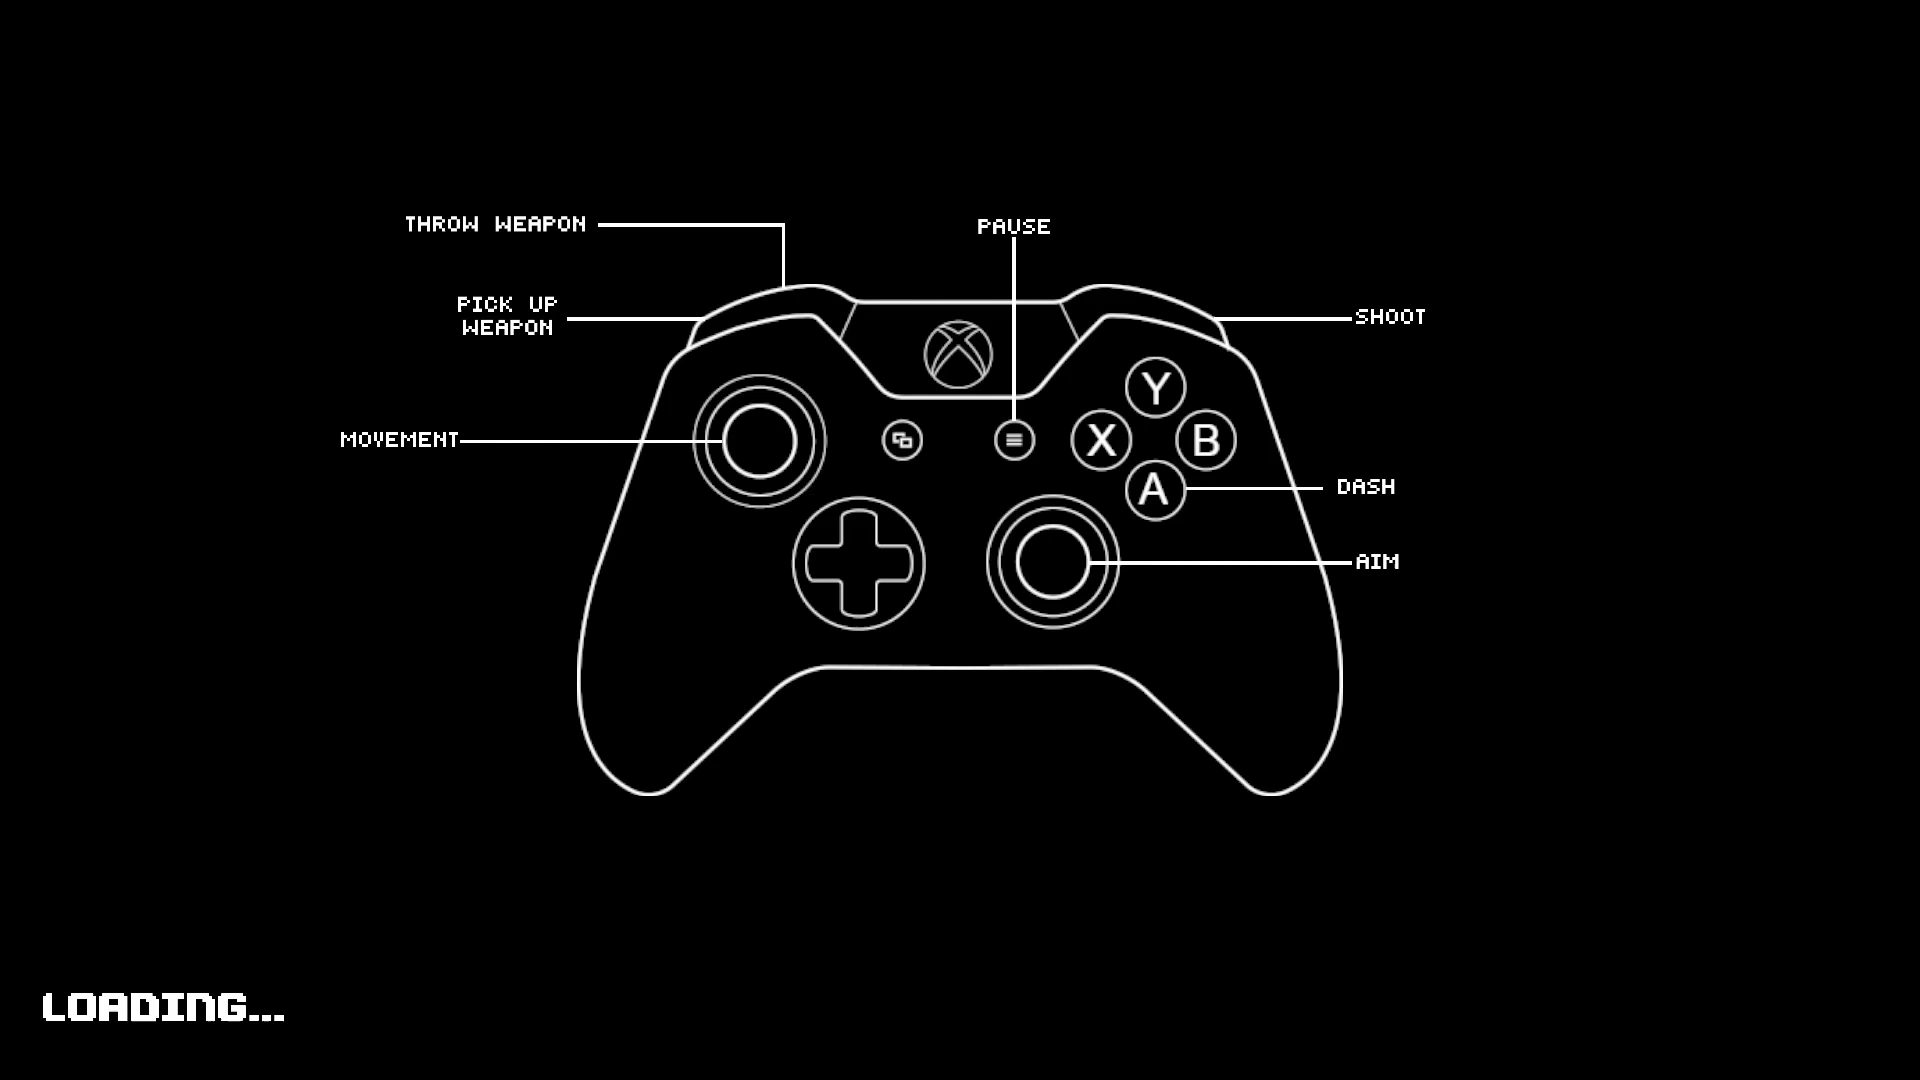 THROW WEAPON
PAUSE
PICK UP
WEAPON
SHOOT
Y
MOVEMENT
X
B
A
DASH
AIM
LOADING...